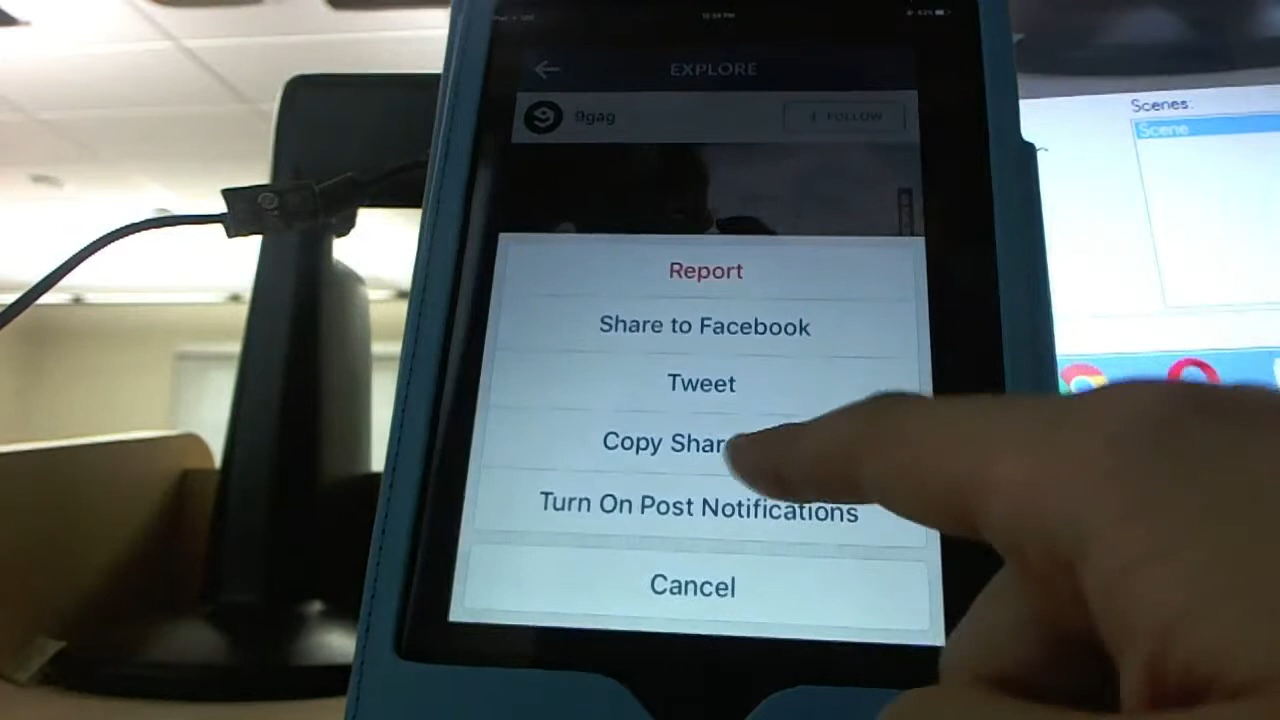 EXPLORE
9gag
FOLLOW
Report
Share to Facebook
Tweet
Copy Shar
Turn On Post Notifications
Cancel
Scenes:
Scene